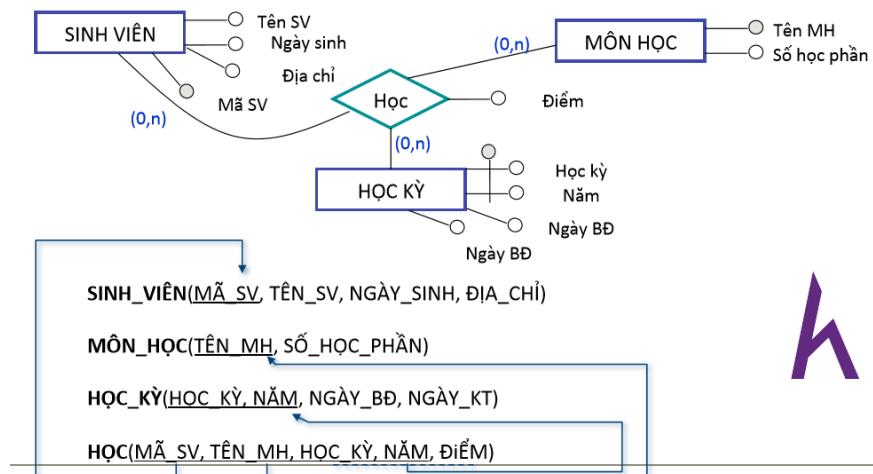 SINH VIÊN
Tên SV
Ngày sinh
Địa chỉ
Mã SV
(0,n)
(0,n)
MÔN HỌC
Tên MH
Số học phần
Học
Điểm
(0,n)
HỌC KỲ
Học kỳ
Năm
Ngày BĐ
Ngày BĐ
SINH_VIÊN(MÃ_SV, TÊN_SV, NGÀY_SINH, ĐỊA_CHỈ)
MÔN_HỌC(TÊN_MH, SỐ_HỌC_PHẦN)
HỌC_KỲ(HỌC_KỲ, NĂM, NGÀY_BĐ, NGÀY_KT)
HỌC(MÃ_SV, TÊN_MH, HỌC_KỲ, NĂM, ĐiỂM)